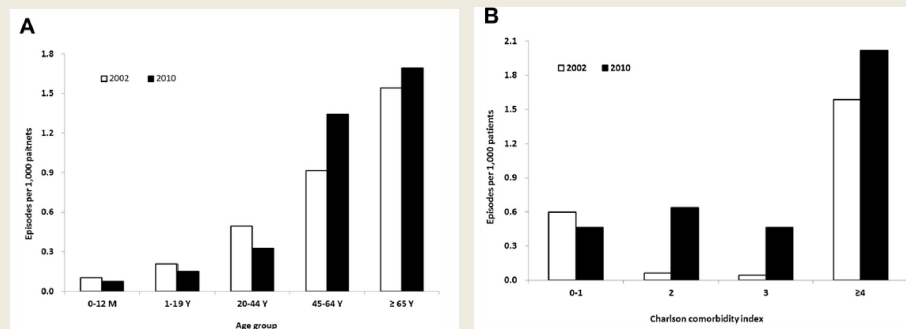 A
1.8
1.5
1.2
0.9
0.6
0.3
0.0
Episodes per 1,000 paitnets
2002 2010
0-12 M 1-19 Y 20-44 Y 45-64 Y ≥ 65 Y
Age group
B
2.1
1.8
1.5
1.2
0.9
0.6
0.3
0.0
Episodes per 1,000 patients
2002 2010
0-1 2 3 ≥4
Charlson comorbidity index